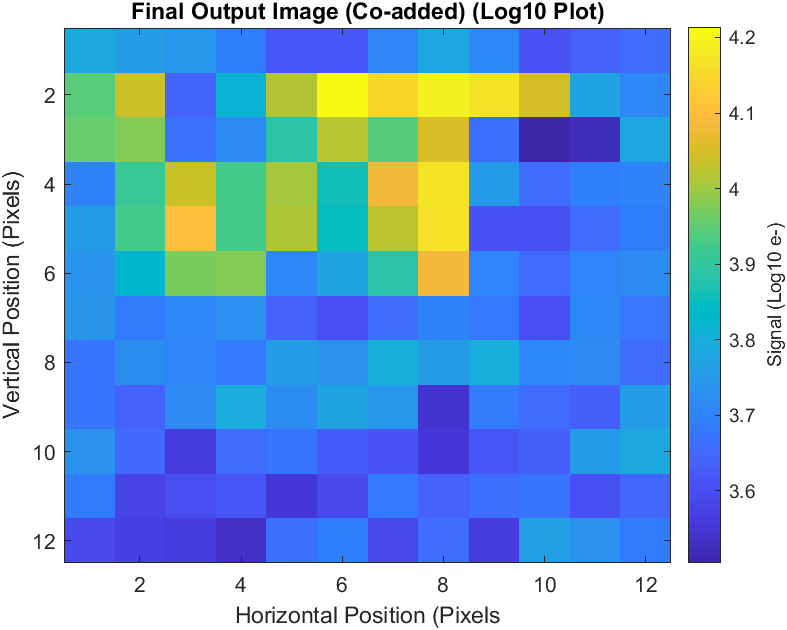 Final Output Image (Co-added) (Log10 Plot)
Vertical Position (Pixels)
2
4
6
8
10
12
2 4 6 8 10 12
Horizontal Position (Pixels
4.2
4.1
4
3.9
3.8
3.7
3.6
Signal (Log10 e-)